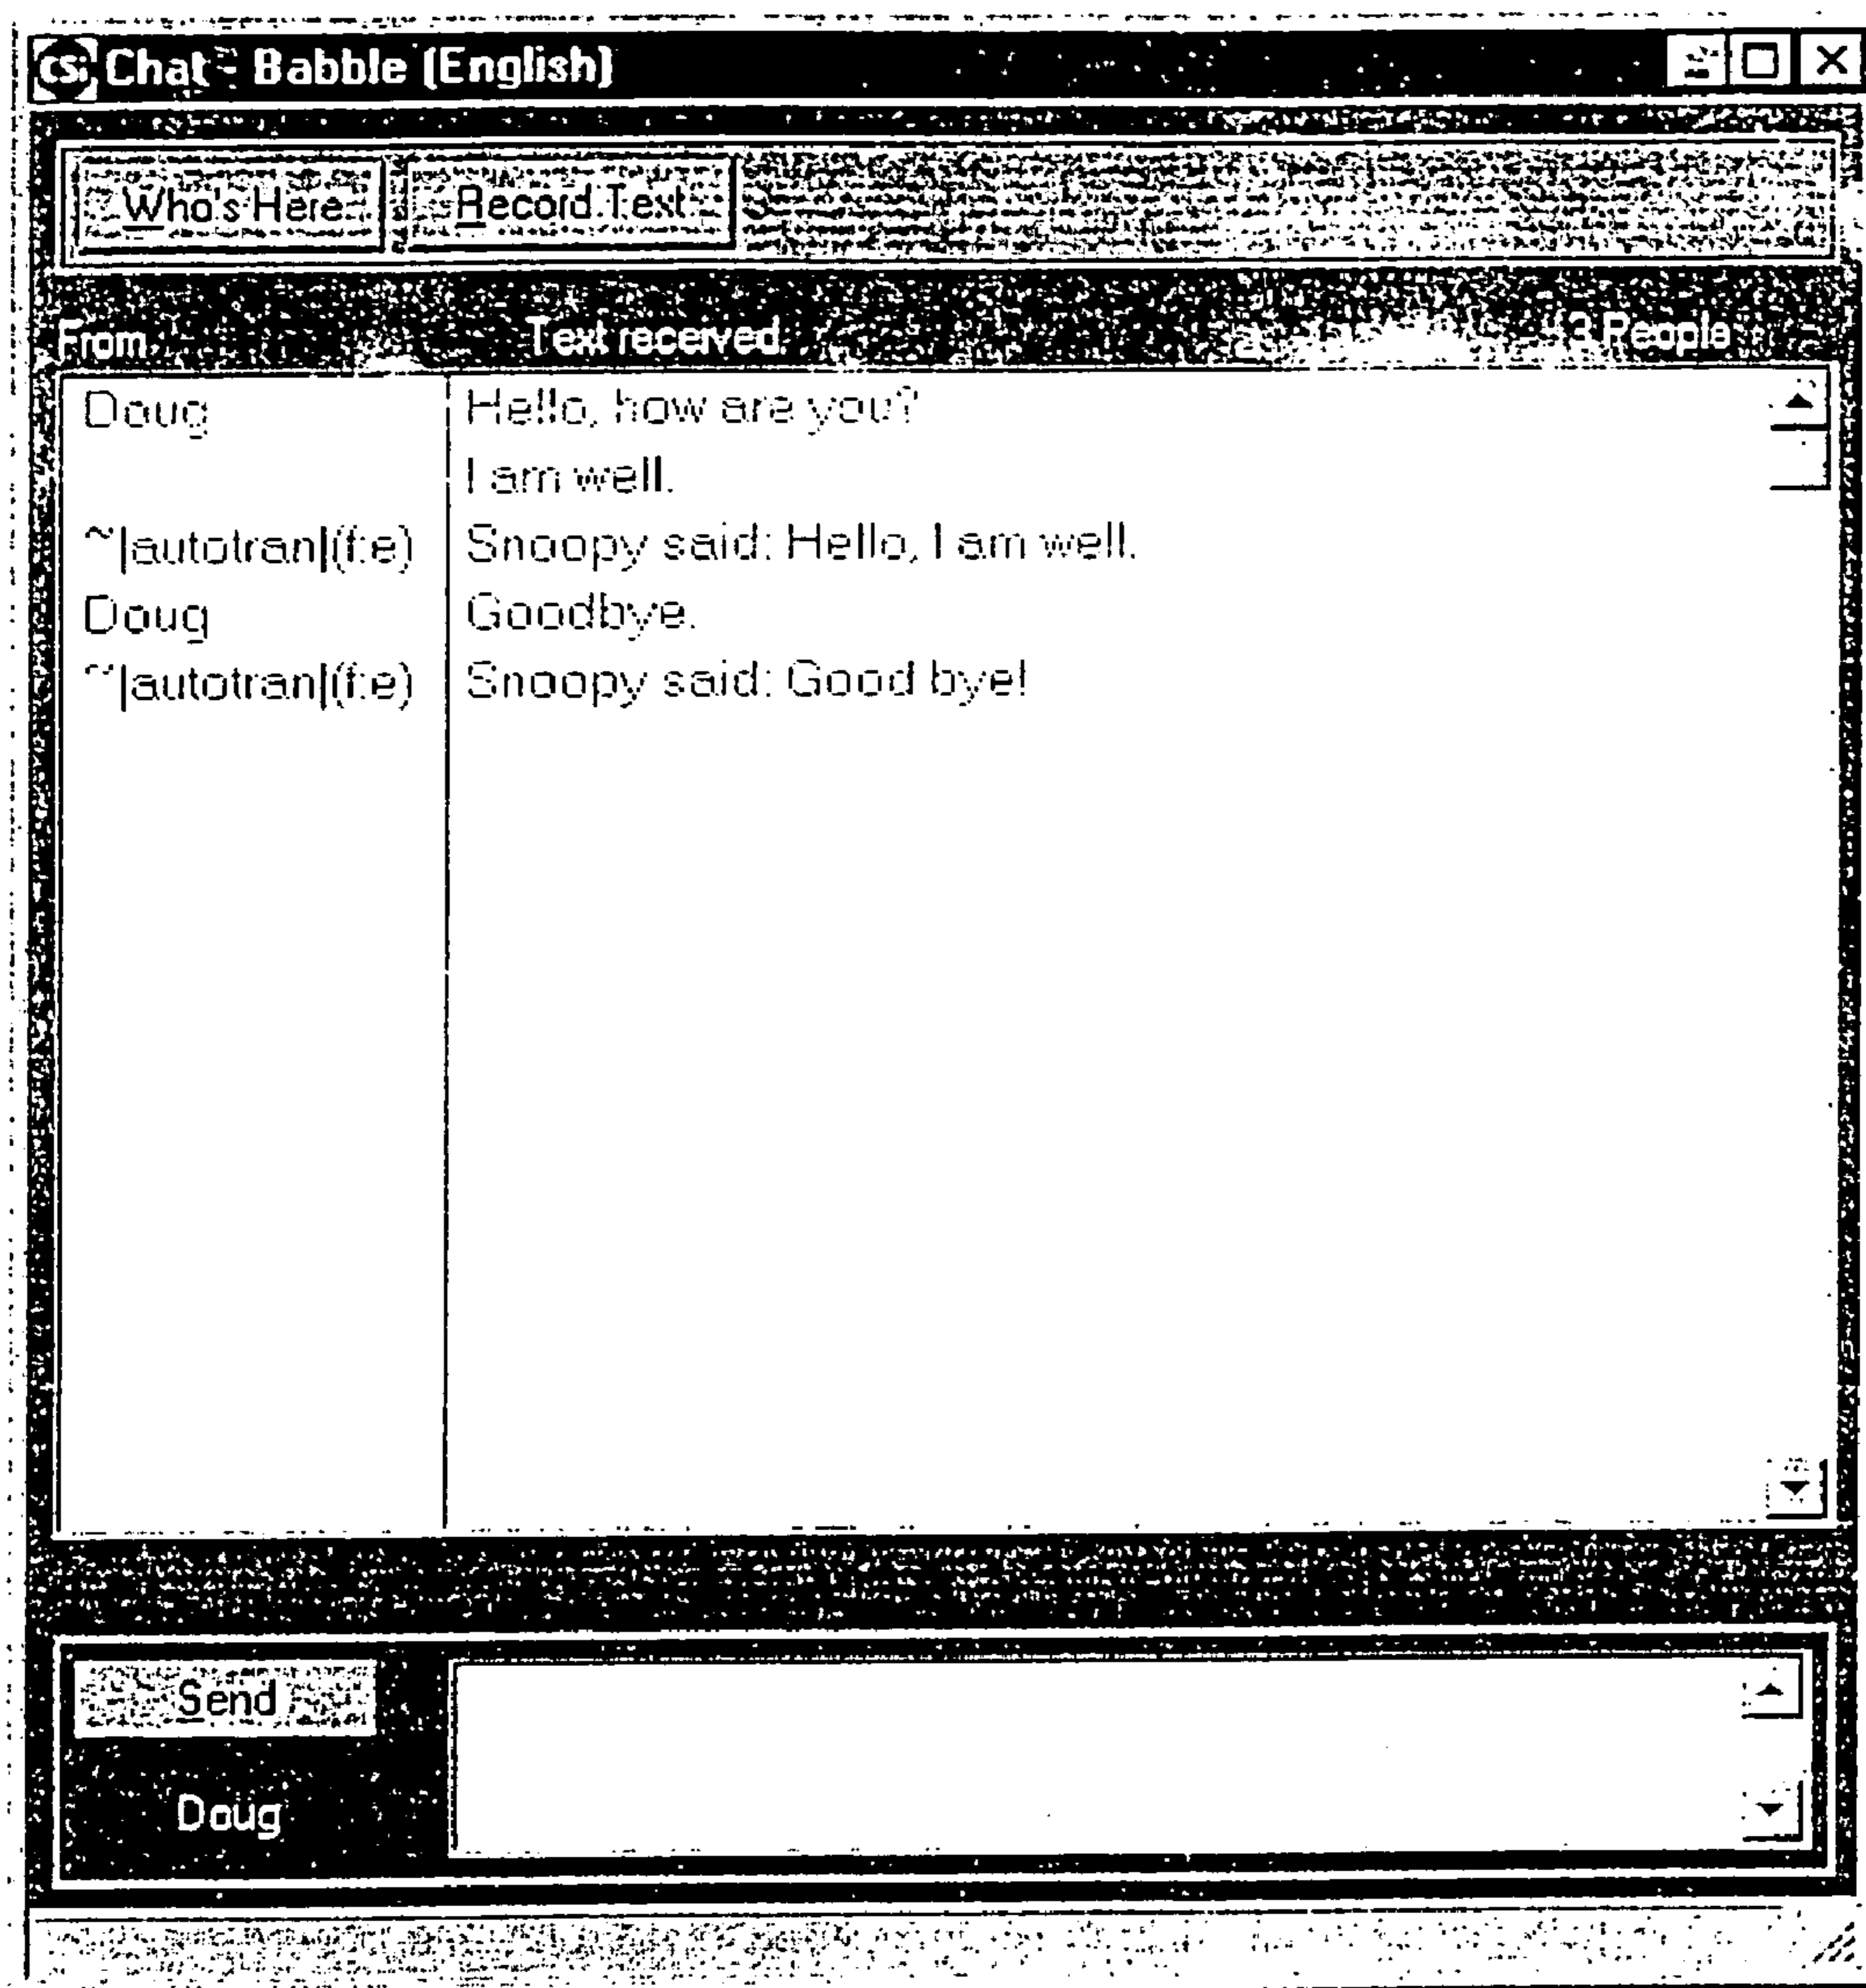 CSi Chat - Babble (English)
Who's Here Record Text
From Text received. 3 People
Doug Hello, how are you?
I am well.
~|autotran|(f:e) Snoopy said: Hello, I am well.
Doug Goodbye.
~|autotran|(f:e) Snoopy said: Good bye!
Send
Doug